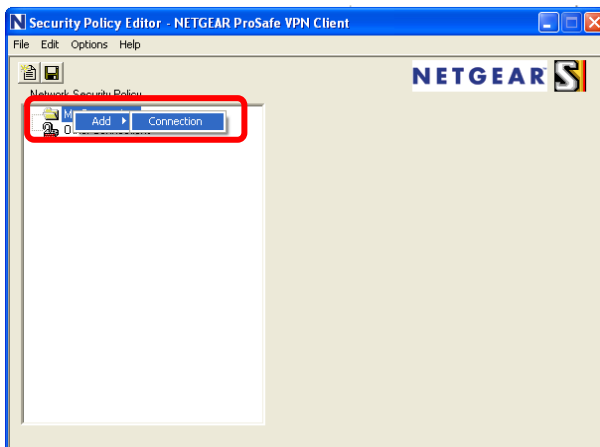 Security Policy Editor - NETGEAR ProSafe VPN Client
File Edit Options Help
NETGEAR
Network Security Policy
Add Connection